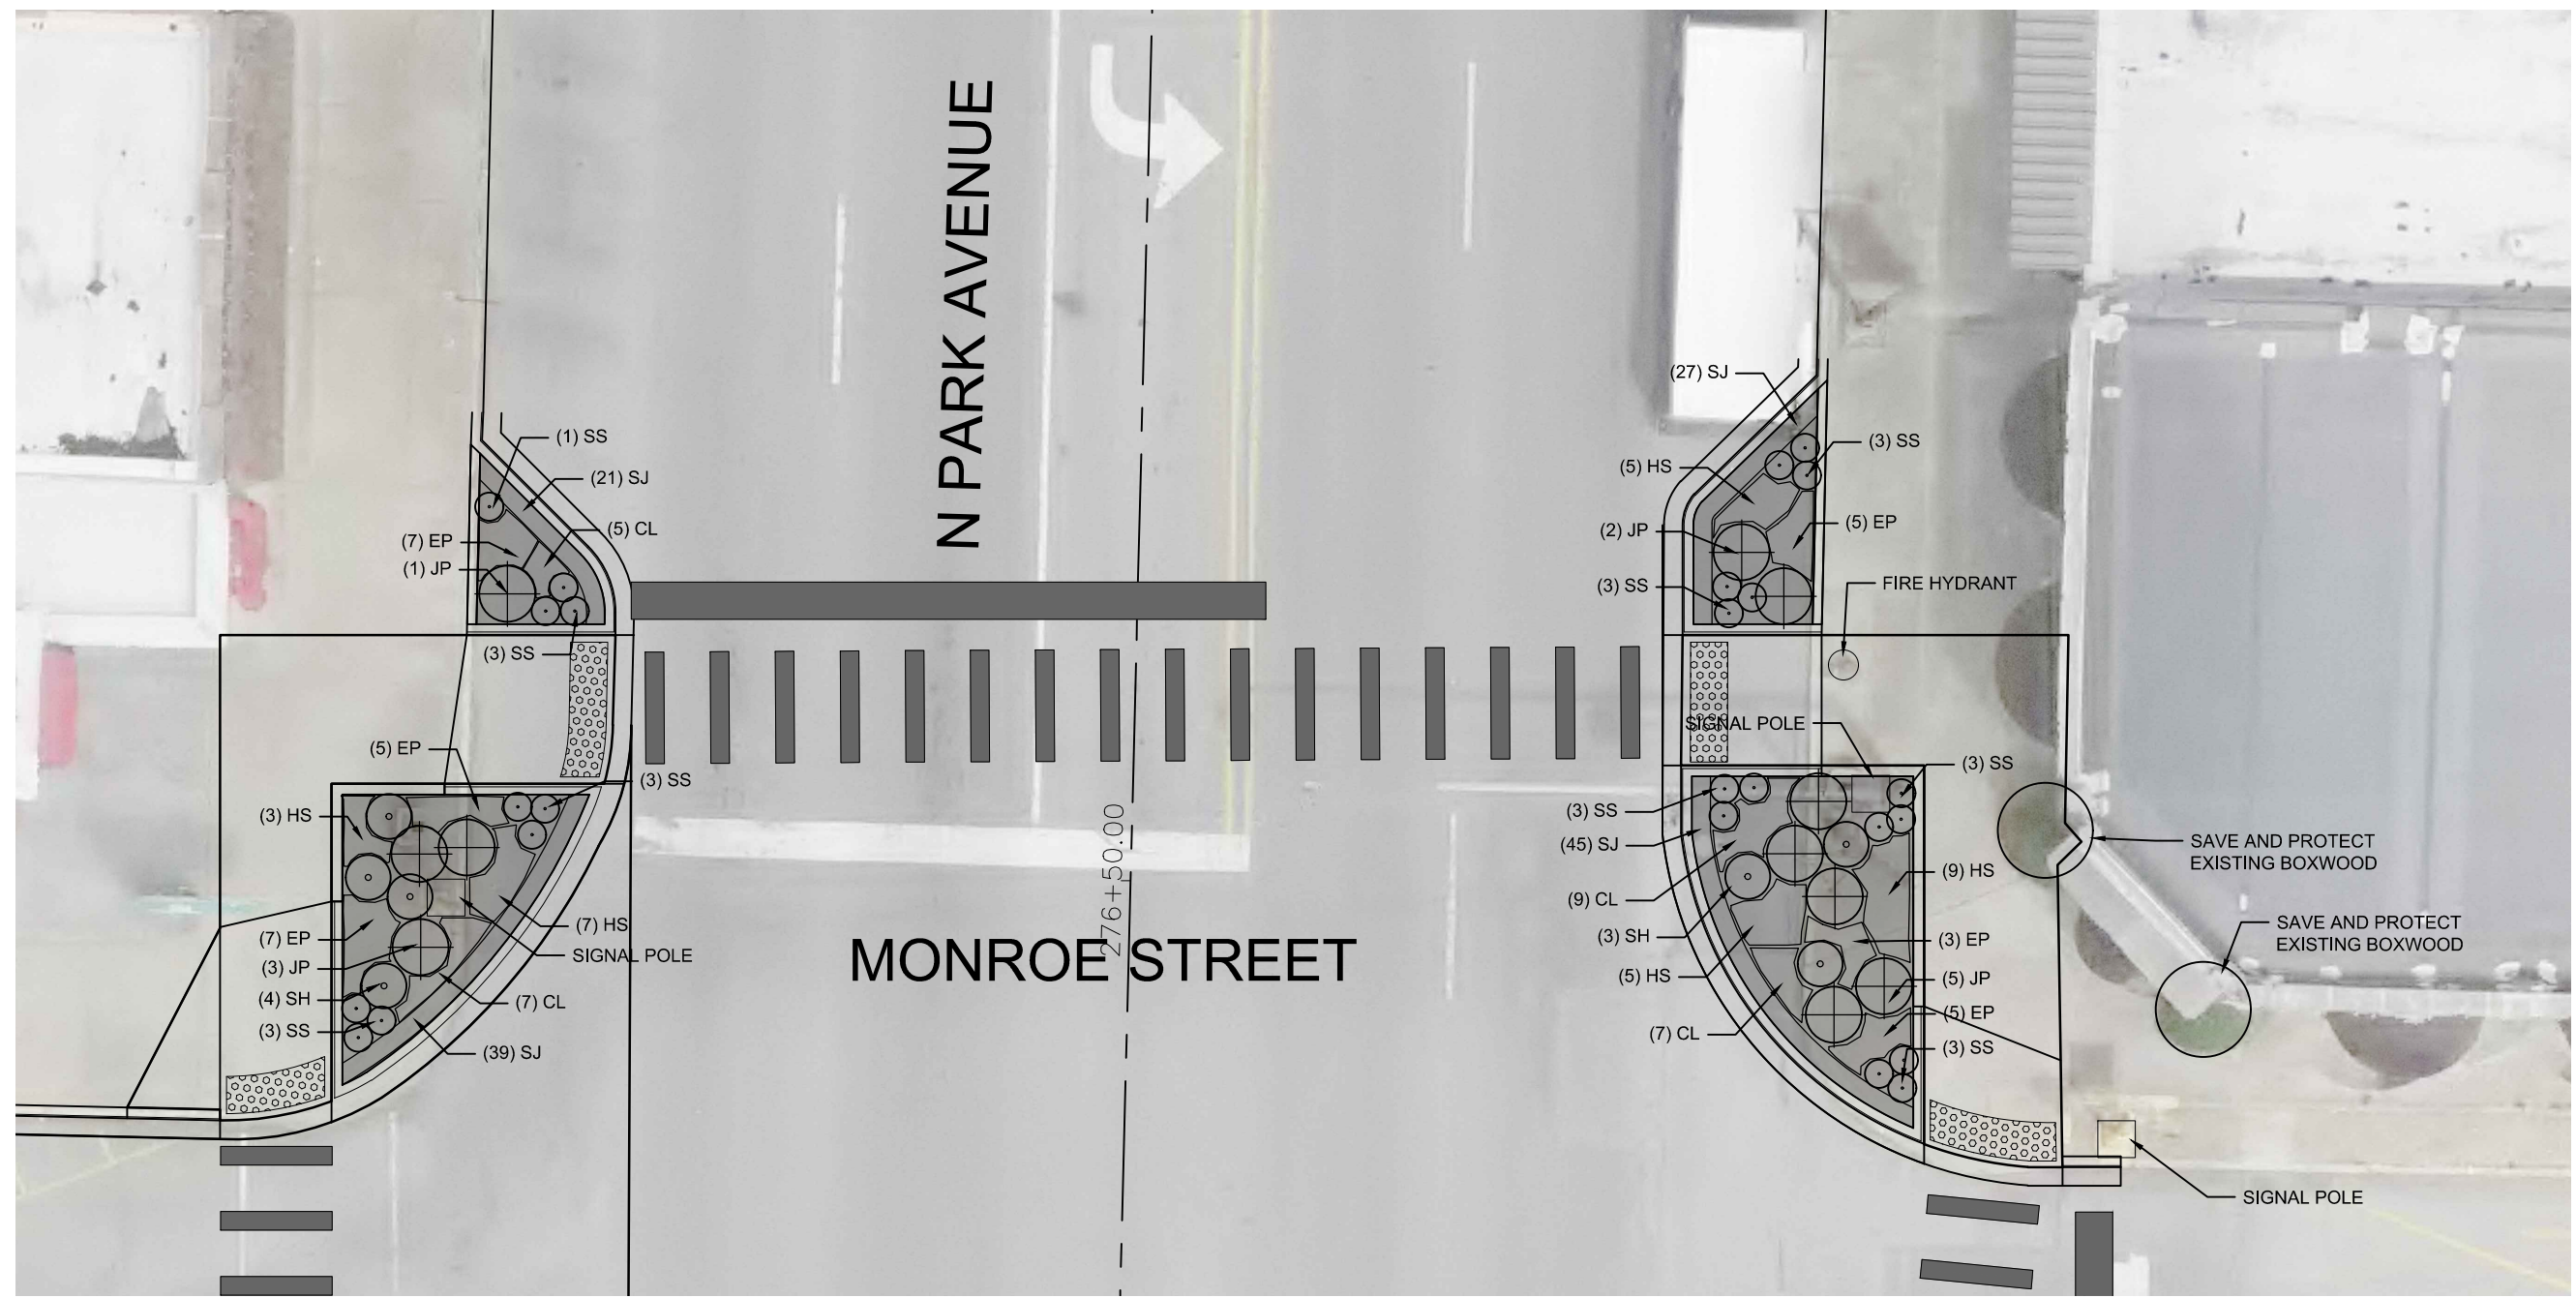 N PARK AVENUE
(27) SJ
(1) SS
(3) SS
(5) HS
(21) SJ
(5) EP
(5) CL
(2) JP
(7) EP
(1) JP
FIRE HYDRANT
(3) SS
(3) SS
SIGNAL POLE
(5) EP
(3) SS
(3) SS
(3) HS
(3) SS
(45) SJ
SAVE AND PROTECT
EXISTING BOXWOOD
(9) HS
(9) CL
276+50.00
(7) HS
SAVE AND PROTECT
EXISTING BOXWOOD
(7) EP
(3) SH
(3) EP
SIGNAL POLE
MONROE STREET
(3) JP
(5) HS
(5) JP
(4) SH
(7) CL
(5) EP
(3) SS
(7) CL
(3) SS
(39) SJ
SIGNAL POLE